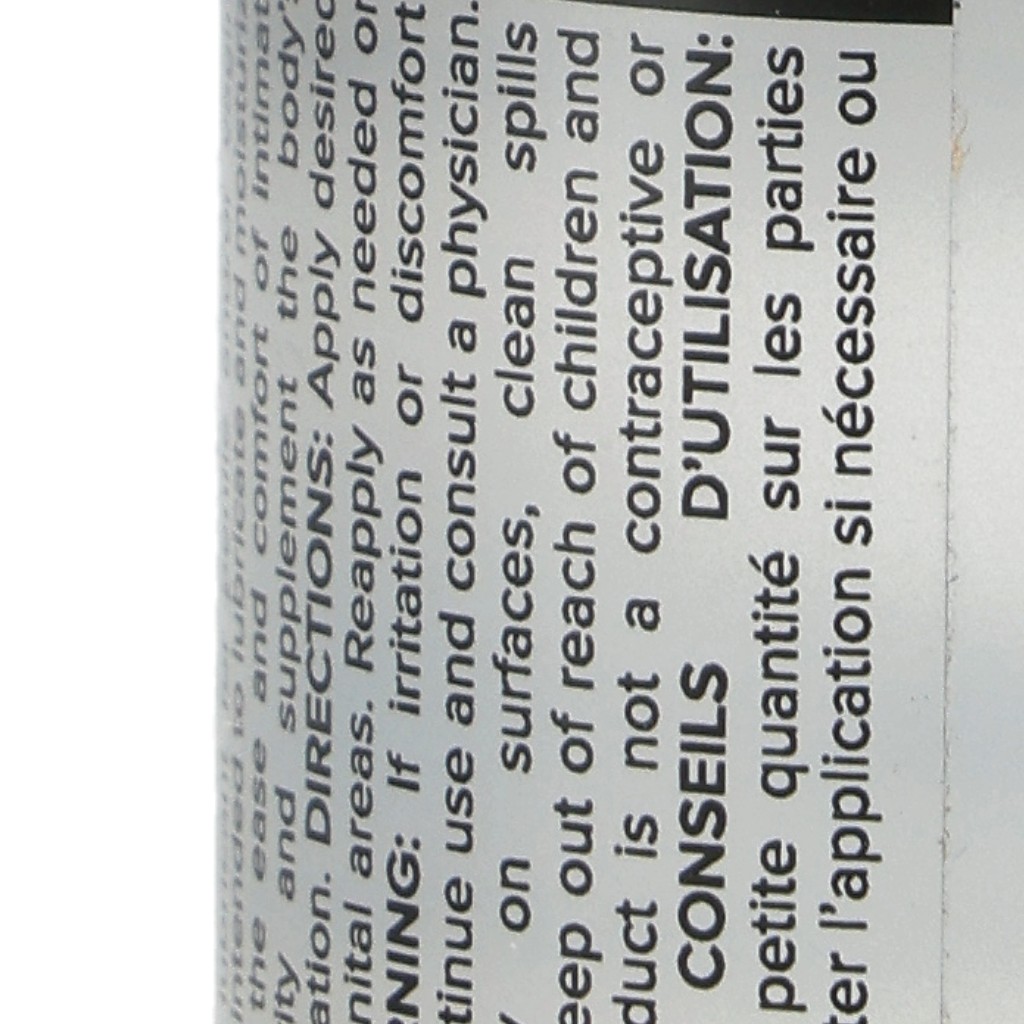 intended to lubricate and moisturiz
the ease and comfort of intimat
ity and supplement the body'
ation. DIRECTIONS: Apply desired
nital areas. Reapply as needed or
RNING: If irritation or discomfort
tinue use and consult a physician.
on surfaces, clean spills
eep out of reach of children and
duct is not a contraceptive or
CONSEILS D'UTILISATION:
petite quantité sur les parties
ter l'application si nécessaire ou